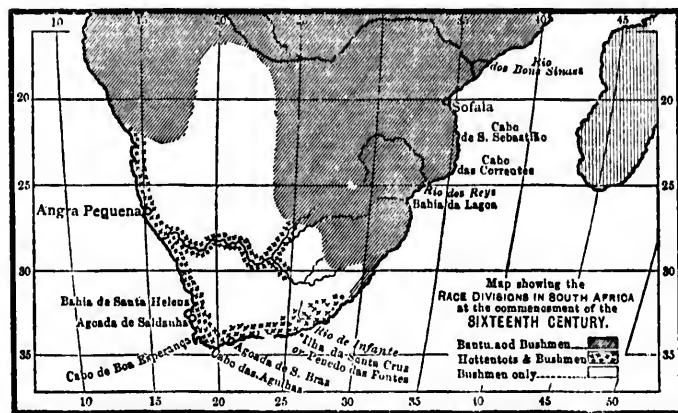 10 15 20 25 30 35 40 45
Rio
dos Bons Sinaes
20 20
Sofala
Cabo
de S. Sebastião
Cabo
das Correntes
25 25
Rio dos Reys
Bahia da Lagoa
Angra Pequena
30 30
Bahia de Santa Helena
Agoada de Saldanha
Cabo de Boa Esperança
Rio de Infante
Ilha da Santa Cruz
or Penedo das Fontes
Agoada de S. Bras
Cabo das Agulhas
35 35
Map showing the
RACE DIVISIONS IN SOUTH AFRICA
at the commencement of the
SIXTEENTH CENTURY.
Bantu and Bushmen
Hottentots & Bushmen
Bushmen only
10 15 20 25 30 35 40 45 50